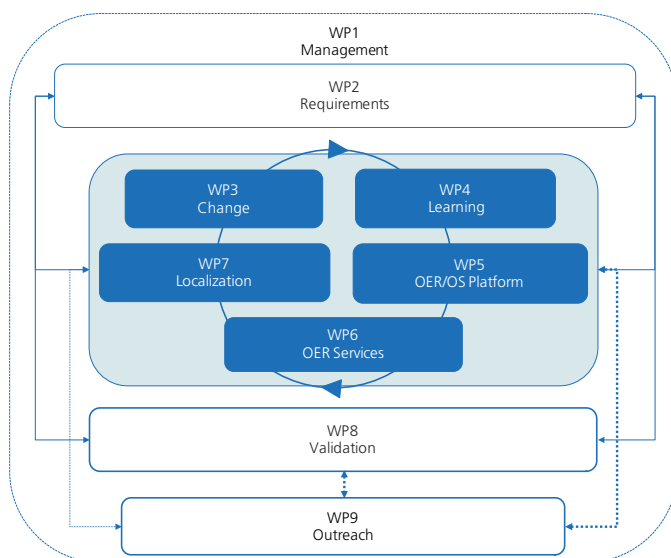 WP1
Management
WP2
Requirements
WP3
Change
WP4
Learning
WP7
Localization
WP5
OER/OS Platform
WP6
OER Services
WP8
Validation
WP9
Outreach